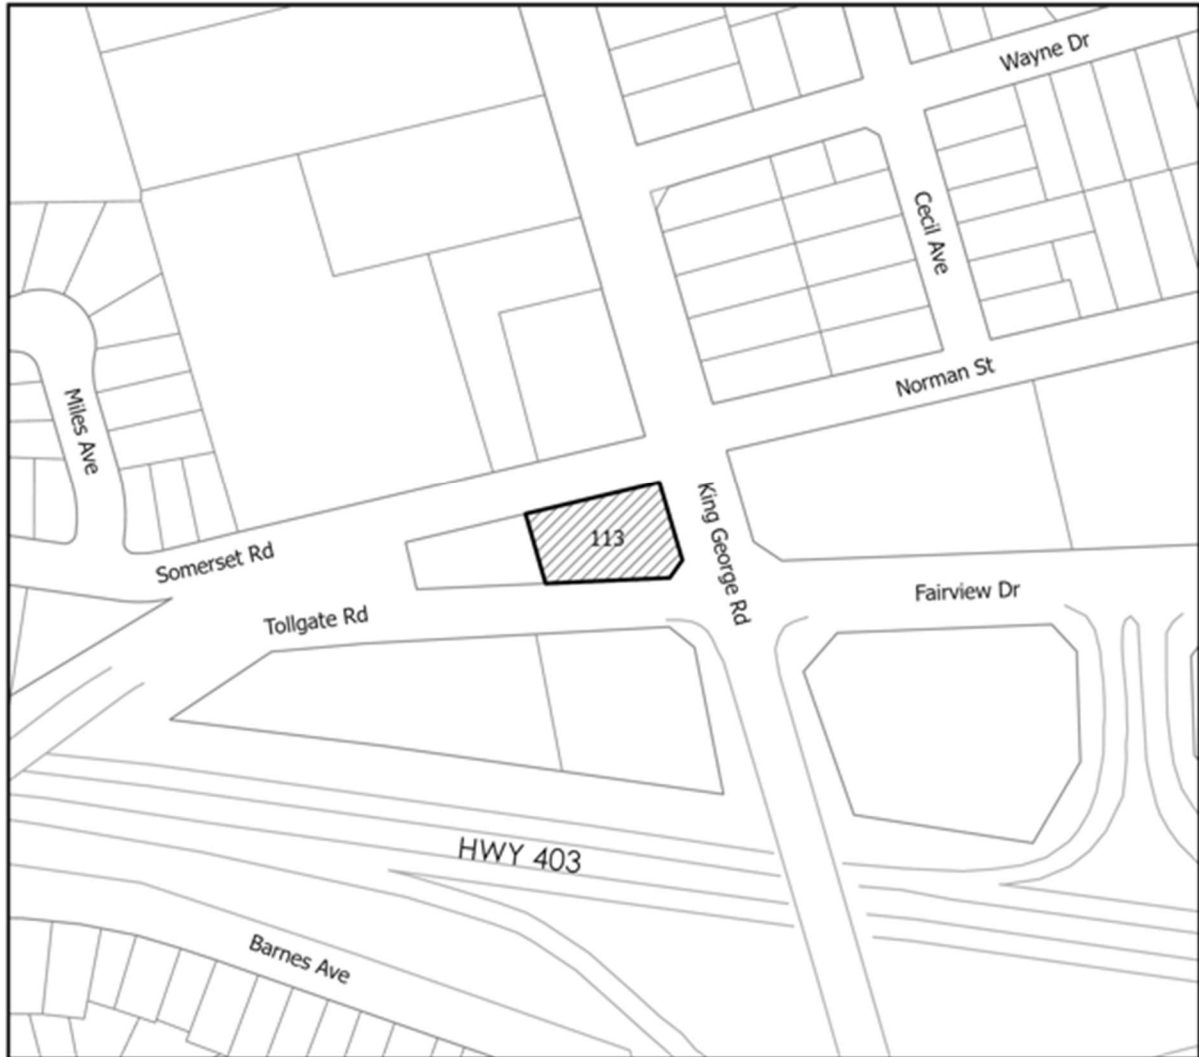 Wayne Dr
Cecil Ave
Norman St
Miles Ave
113
King George Rd
Somerset Rd
Fairview Dr
Tollgate Rd
HWY 403
Barnes Ave